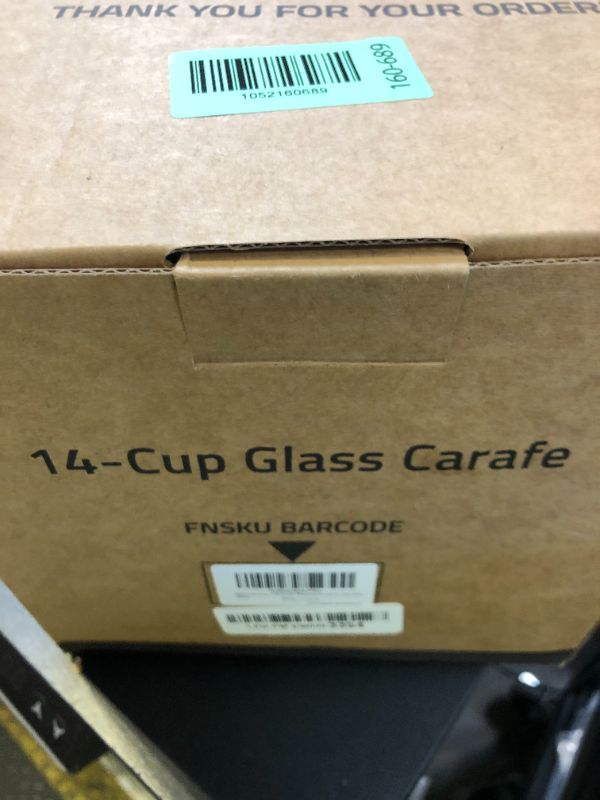 THANK YOU FOR YOUR ORDER
1052160689
160-689
14-Cup Glass Carafe
FNSKU BARCODE